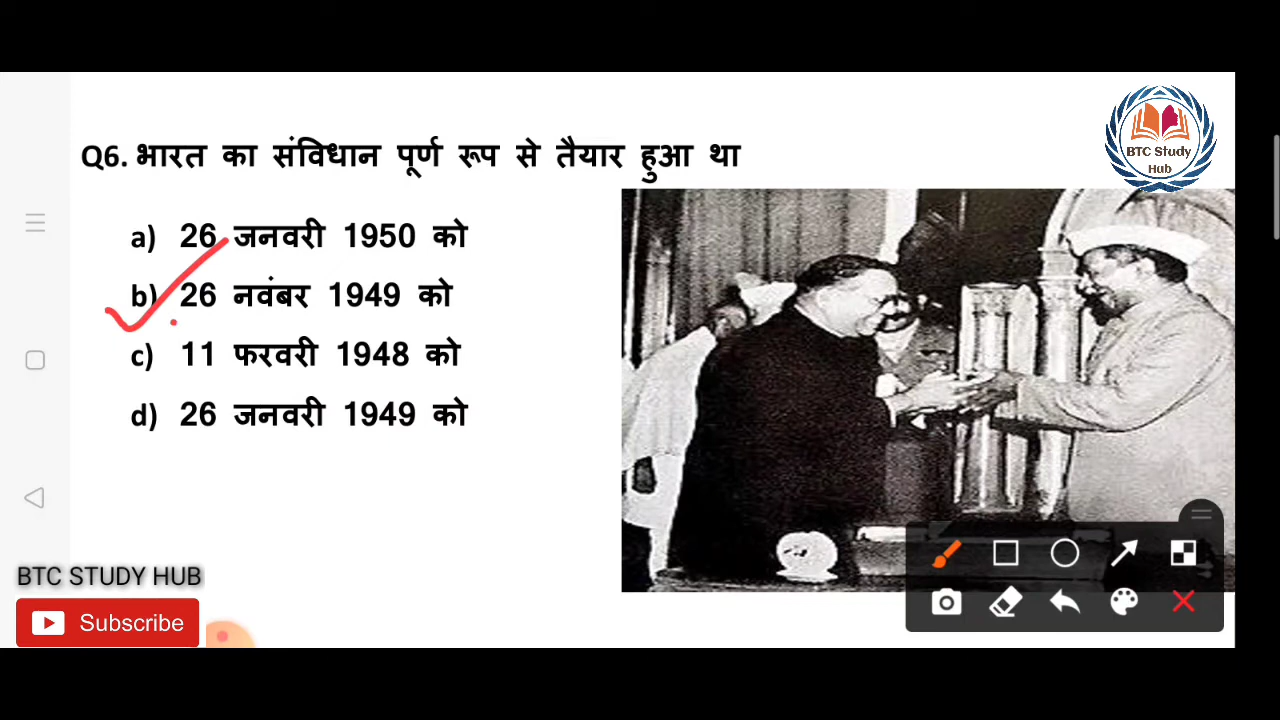 BTC Study
Hub
Q6. भारत का संविधान पूर्ण रूप से तैयार हुआ था
a) 26 जनवरी 1950 को
b) 26 नवंबर 1949 को
c) 11 फरवरी 1948 को
d) 26 जनवरी 1949 को
BTC STUDY HUB
Subscribe